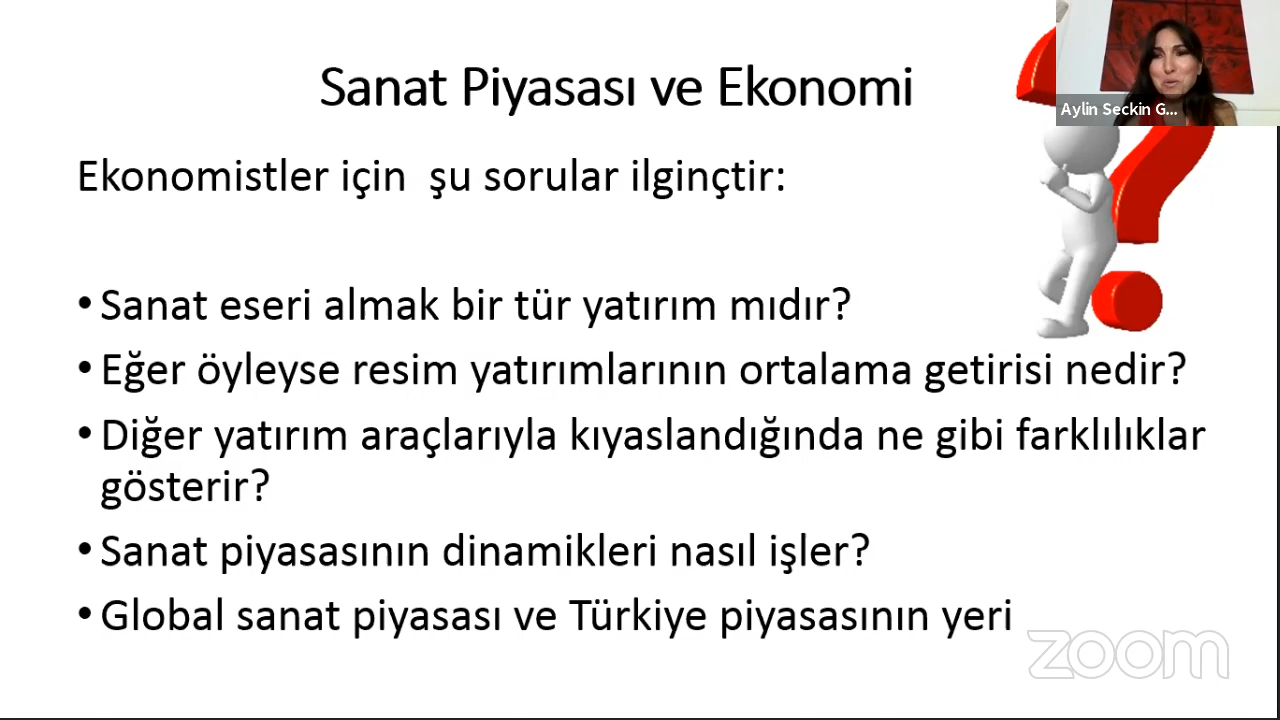 Sanat Piyasası ve Ekonomi
Aylin Seckin G...
Ekonomistler için şu sorular ilginçtir:
• Sanat eseri almak bir tür yatırım mıdır?
• Eğer öyleyse resim yatırımlarının ortalama getirisi nedir?
• Diğer yatırım araçlarıyla kıyaslandığında ne gibi farklılıklar
gösterir?
• Sanat piyasasının dinamikleri nasıl işler?
• Global sanat piyasası ve Türkiye piyasasının yeri
zoom